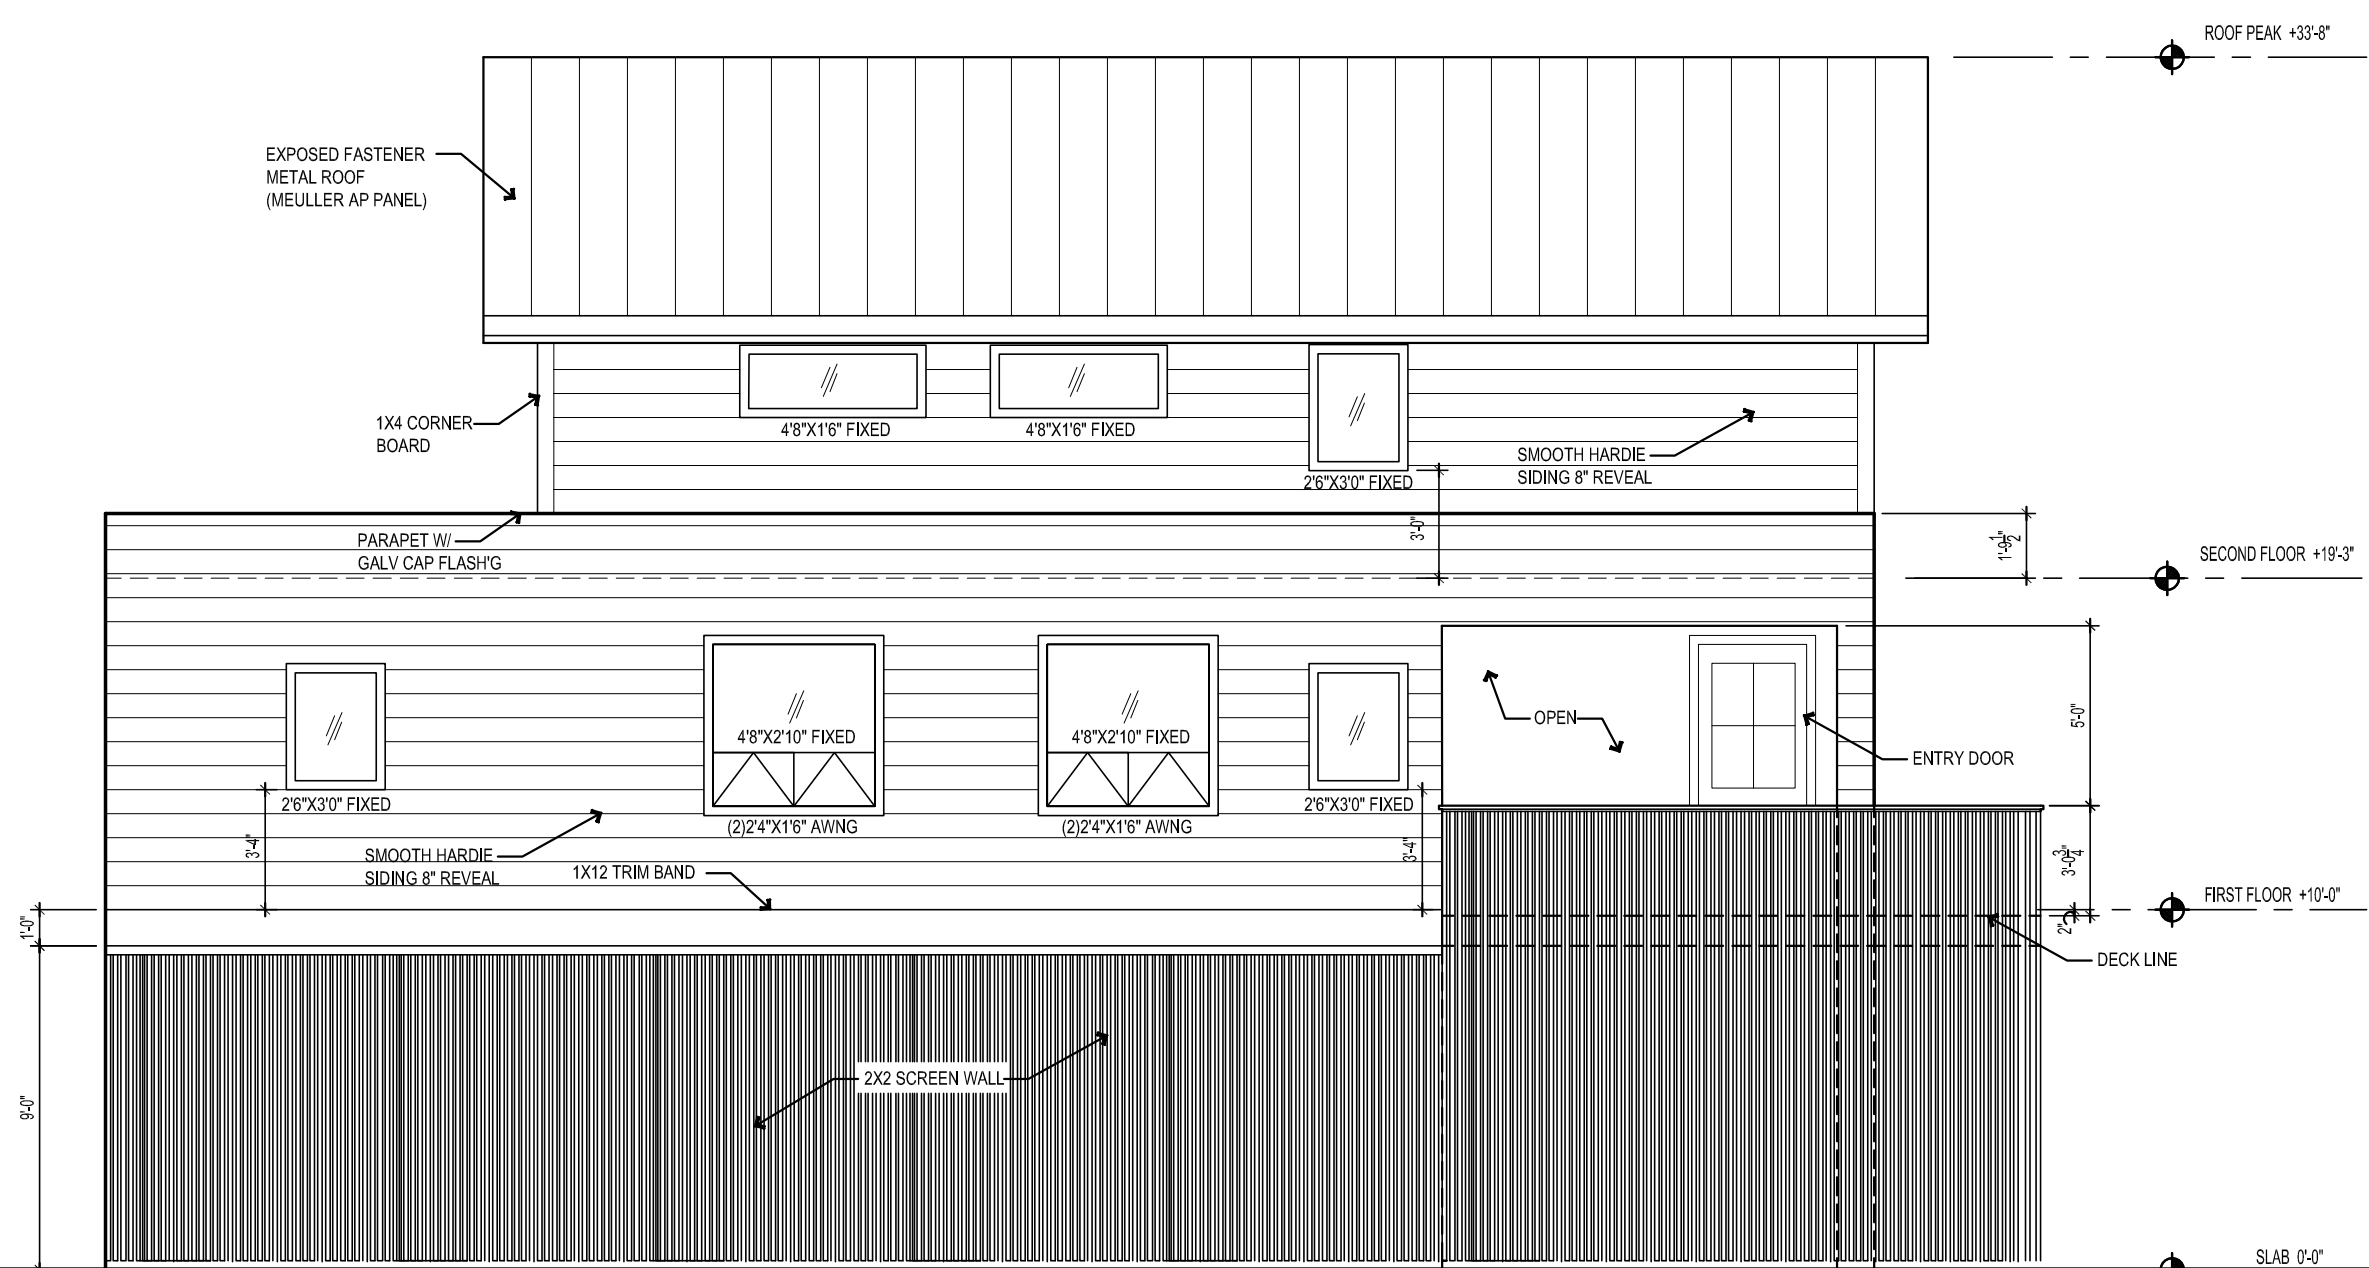 ROOF PEAK +33'-8"
EXPOSED FASTENER
METAL ROOF
(MEULLER AP PANEL)
1X4 CORNER
BOARD
4'8"X1'6" FIXED
4'8"X1'6" FIXED
2'6"X3'0" FIXED
SMOOTH HARDIE
SIDING 8" REVEAL
PARAPET W/
GALV CAP FLASH'G
3'-0"
1'-9 1/2"
SECOND FLOOR +19'-3"
4'8"X2'10" FIXED
4'8"X2'10" FIXED
OPEN
5'-0"
ENTRY DOOR
2'6"X3'0" FIXED
2'6"X3'0" FIXED
(2)2'4"X1'6" AWNG
(2)2'4"X1'6" AWNG
3'-4"
3'-4"
SMOOTH HARDIE
SIDING 8" REVEAL
1X12 TRIM BAND
3'-0 3/4"
FIRST FLOOR +10'-0"
1'-0"
2"
DECK LINE
2X2 SCREEN WALL
9'-0"
SLAB 0'-0"